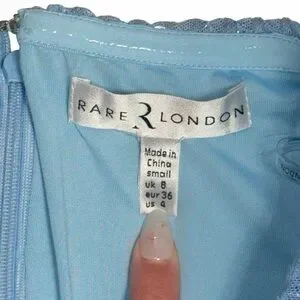 RARE R LONDON
Made in
China
small
uk 8
eur 36
us 4